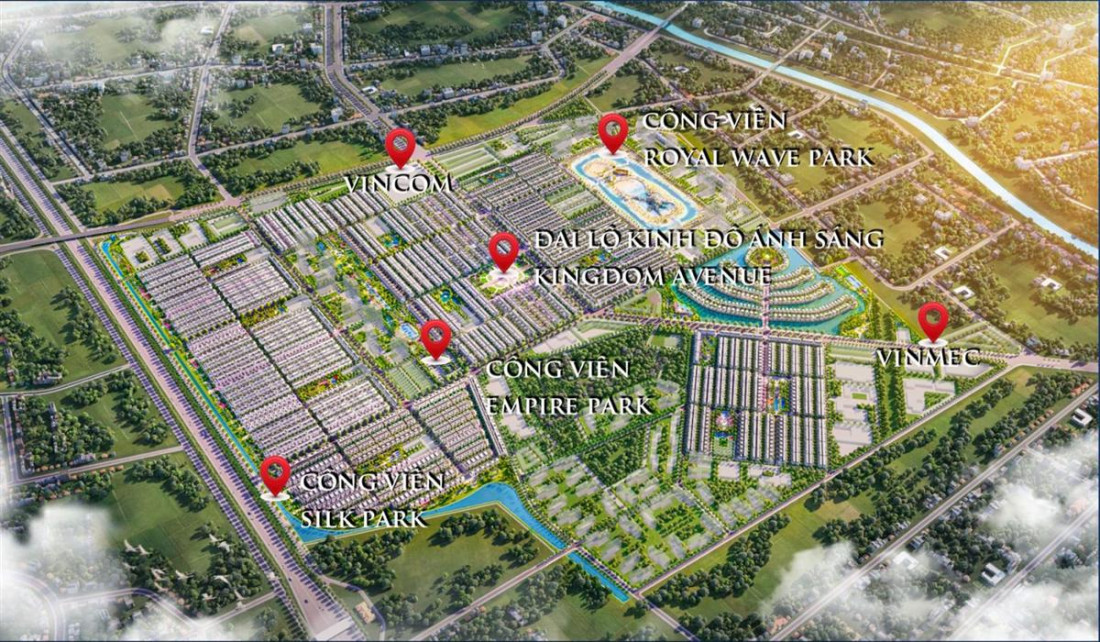 CÔNG VIÊN
ROYAL WAVE PARK
VINCOM
ĐẠI LỘ KINH ĐÔ ÁNH SÁNG
KINGDOM AVENUE
VINMEC
CÔNG VIÊN
EMPIRE PARK
CÔNG VIÊN
SILK PARK